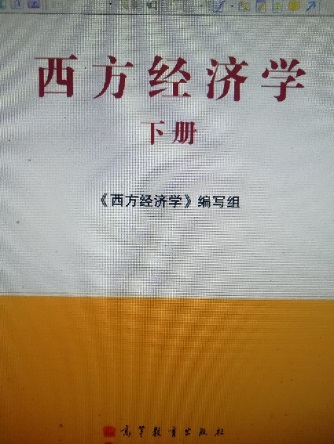 西方经济学
下册
《西方经济学》编写组
高等教育出版社